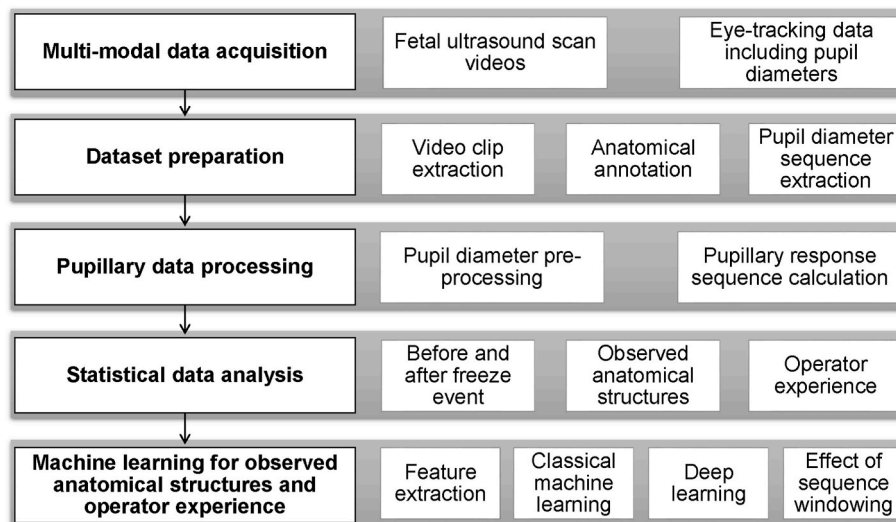 Multi-modal data acquisition
Fetal ultrasound scan
videos
Eye-tracking data
including pupil
diameters
Dataset preparation
Video clip
extraction
Anatomical
annotation
Pupil diameter
sequence
extraction
Pupillary data processing
Pupil diameter pre-
processing
Pupillary response
sequence calculation
Statistical data analysis
Before and
after freeze
event
Observed
anatomical
structures
Operator
experience
Machine learning for observed
anatomical structures and
operator experience
Feature
extraction
Classical
machine
learning
Deep
learning
Effect of
sequence
windowing